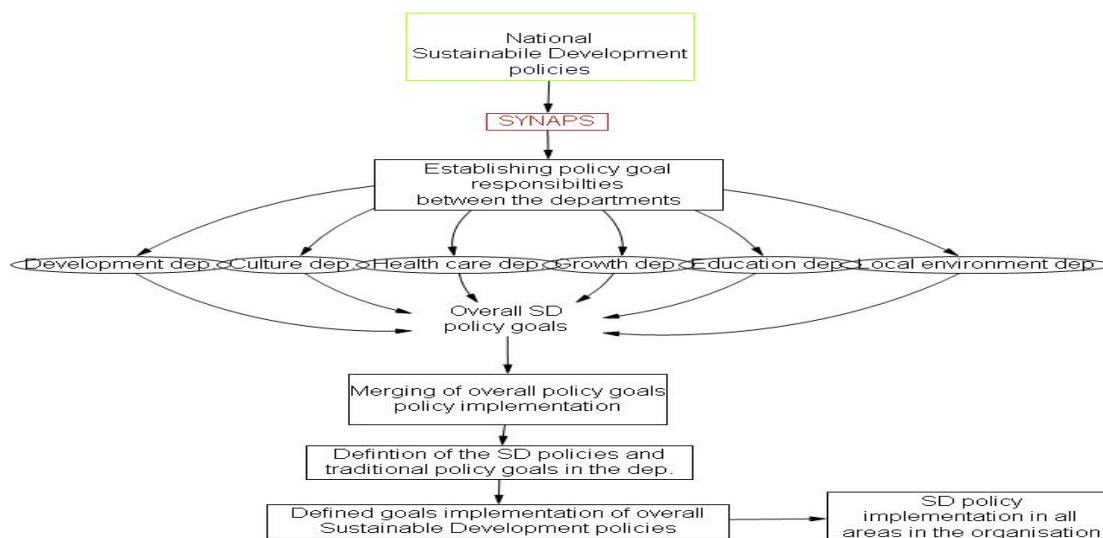 National
Sustainabile Development
policies
SYNAPS
Establishing policy goal
responsibilties
between the departments
Development dep.
Culture dep.
Health care dep.
Growth dep.
Education dep.
Local environment dep.
Overall SD
policy goals
Merging of overall policy goals
policy implementation
Defintion of the SD policies and
traditional policy goals in the dep.
Defined goals implementation of overall
Sustainable Development policies
SD policy
implementation in all
areas in the organisation